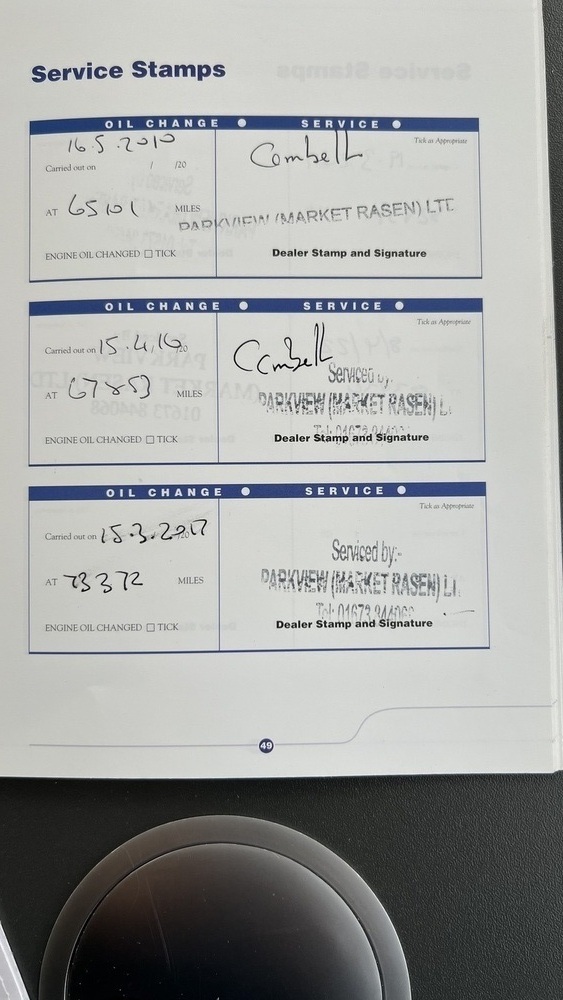 Service Stamps
OIL CHANGE SERVICE
Tick as Appropriate
16.5.2010 Cambell
Carried out on / /20
AT 65101 MILES
PARKVIEW (MARKET RASEN) LTD
ENGINE OIL CHANGED TICK
Dealer Stamp and Signature
OIL CHANGE SERVICE
Tick as Appropriate
Carried out on 15.4.16 /20 Cambell
AT 67853 MILES
Serviced by:
PARKVIEW (MARKET RASEN) L
ENGINE OIL CHANGED TICK
Dealer Stamp and Signature
OIL CHANGE SERVICE
Tick as Appropriate
Carried out on 15.3.2017
AT 73372 MILES
Serviced by:-
PARKVIEW (MARKET RASEN) Lt
ENGINE OIL CHANGED TICK
Dealer Stamp and Signature
49